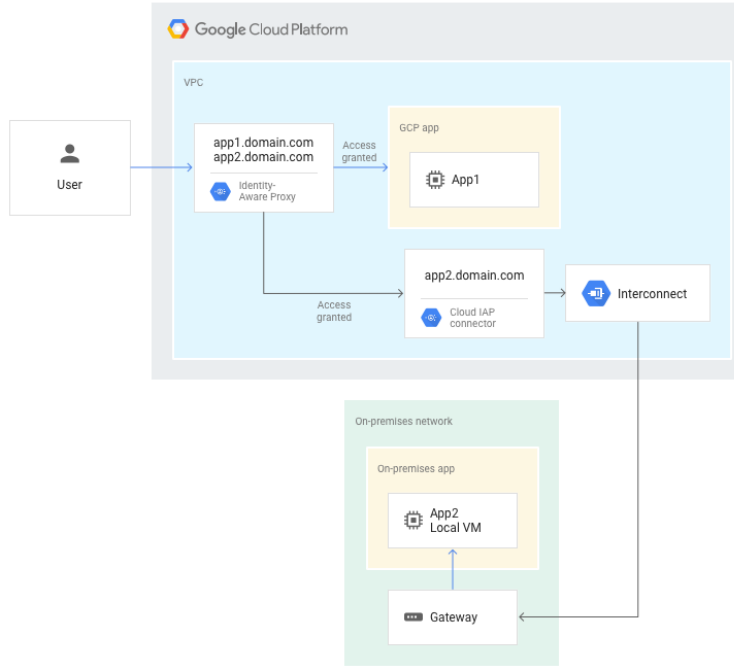 Google Cloud Platform
VPC
User
app1.domain.com
app2.domain.com
Identity-
Aware Proxy
Access
granted
GCP app
App1
Access
granted
app2.domain.com
Cloud IAP
connector
Interconnect
On-premises network
On-premises app
App2
Local VM
Gateway